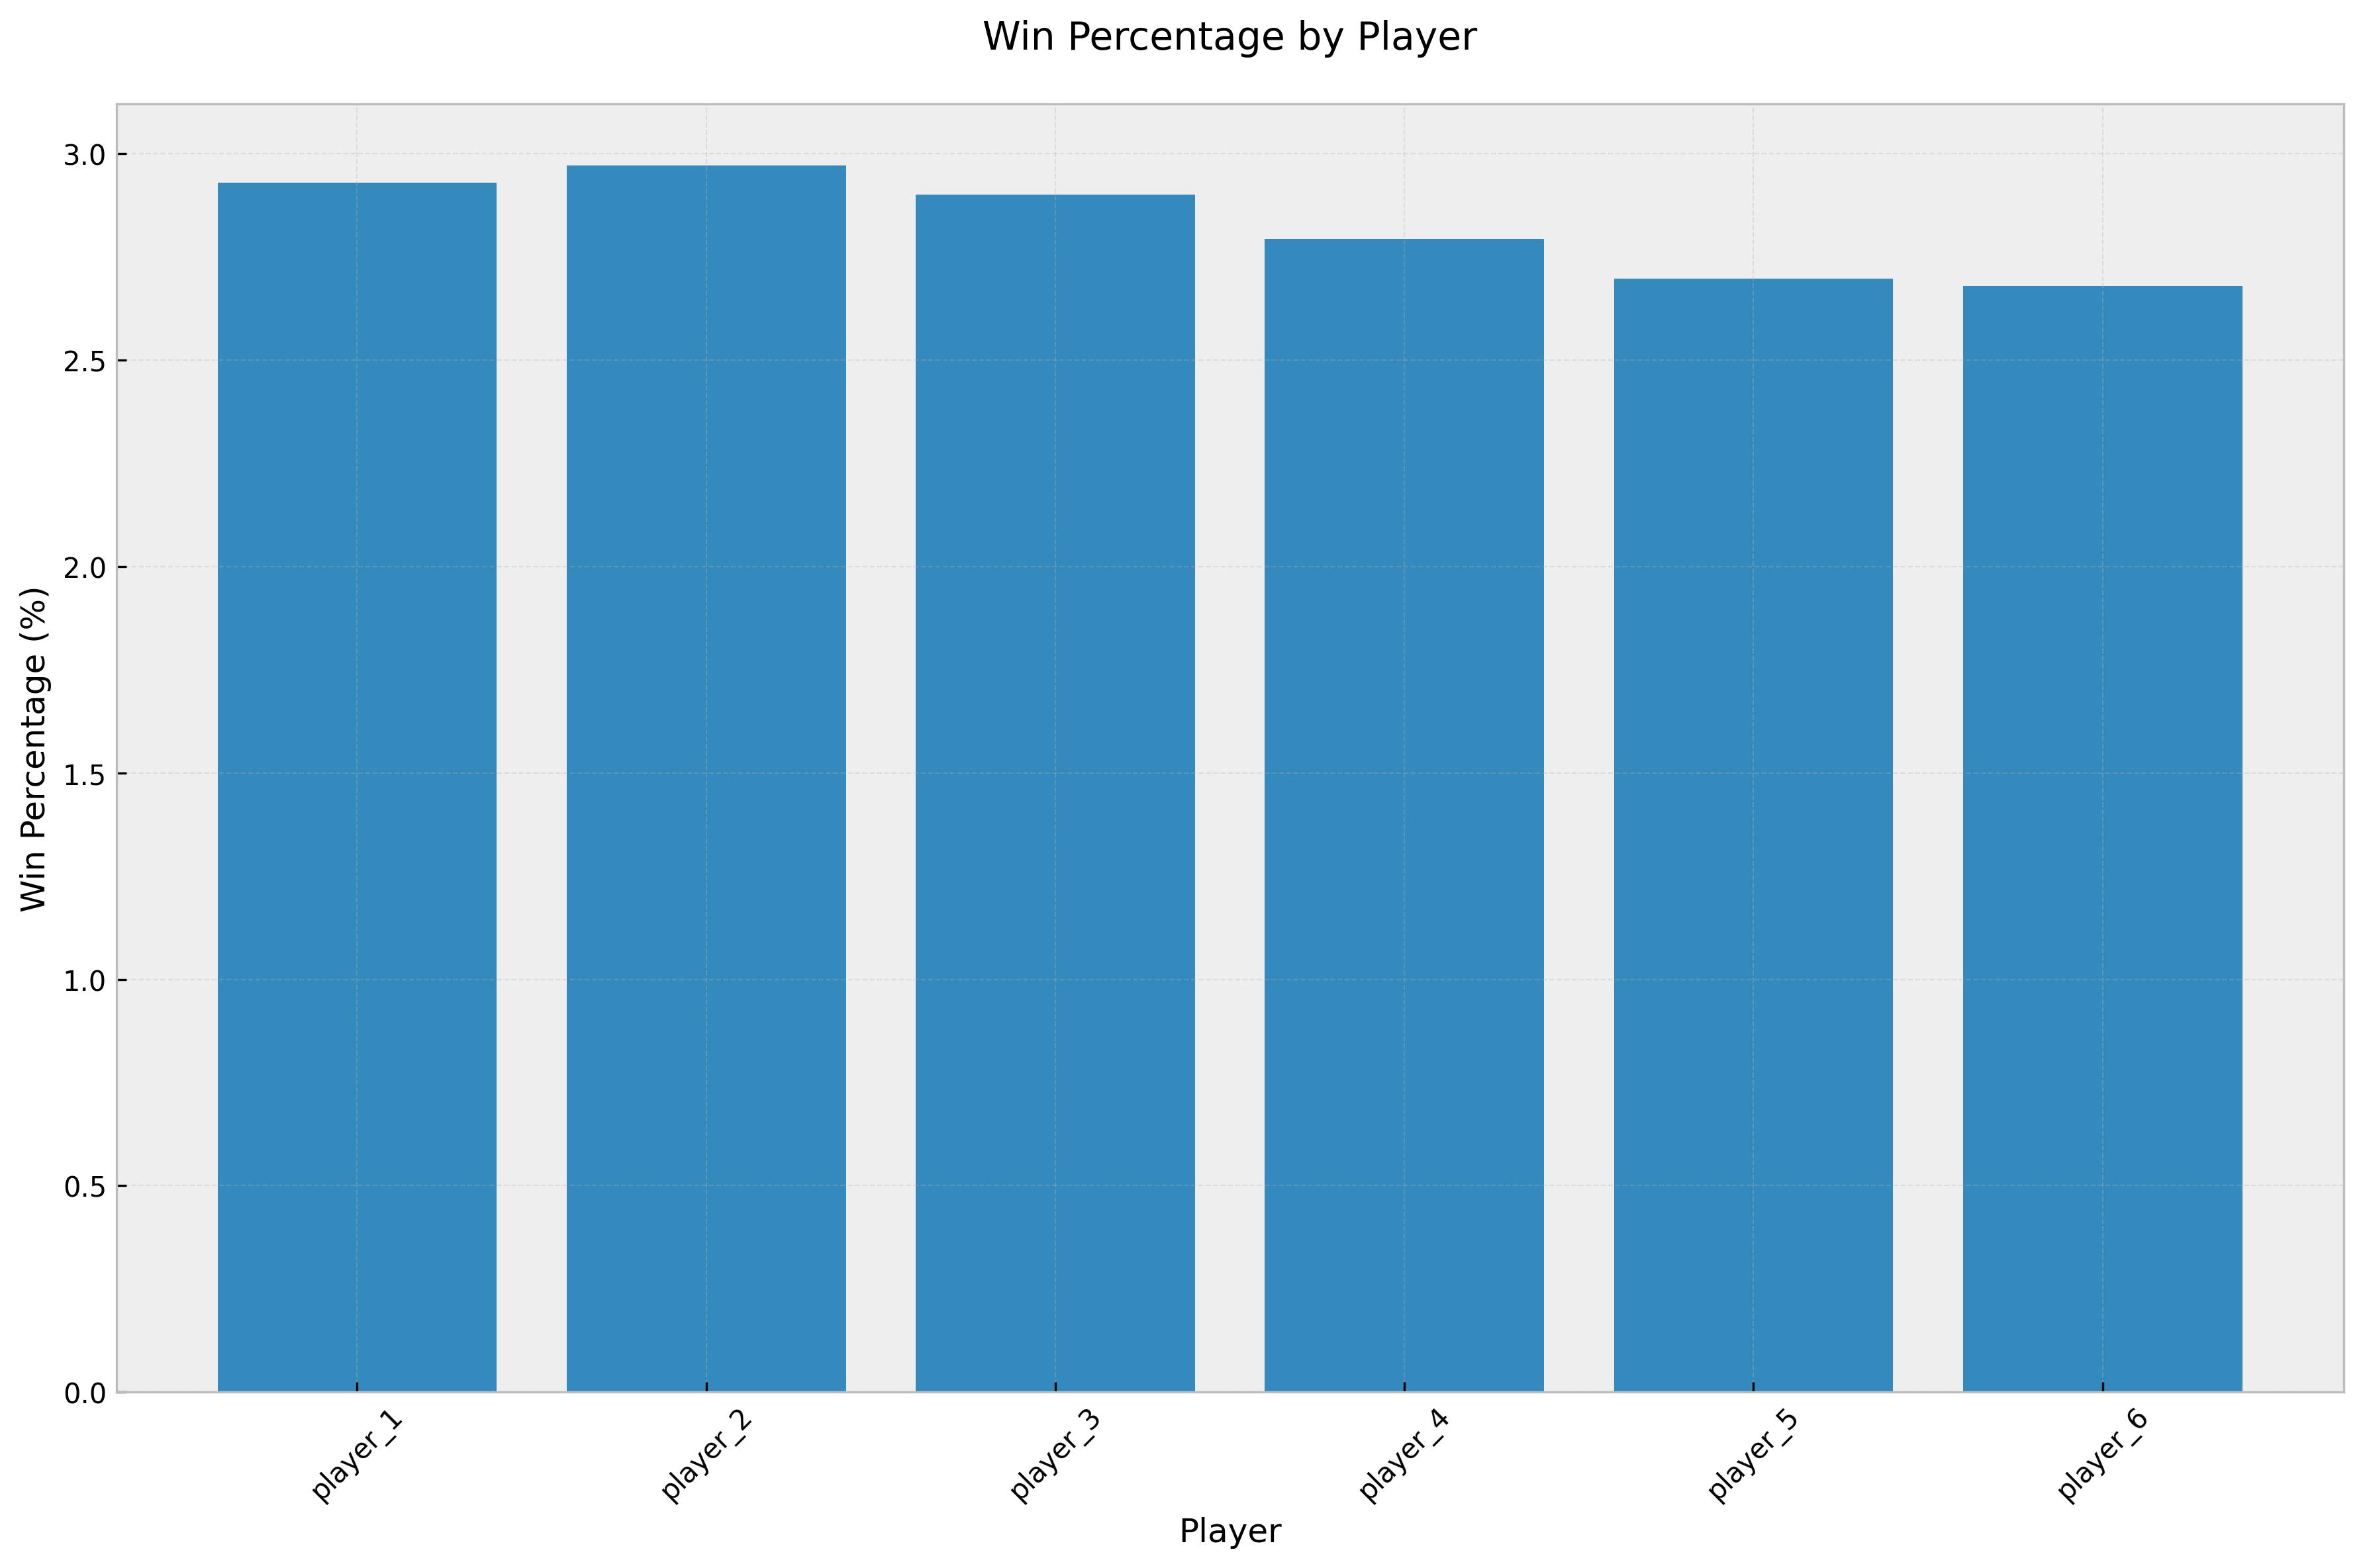 Win Percentage by Player
Win Percentage (%)
3.0
2.5
2.0
1.5
1.0
0.5
0.0
player_1
player_2
player_3
player_4
player_5
player_6
Player